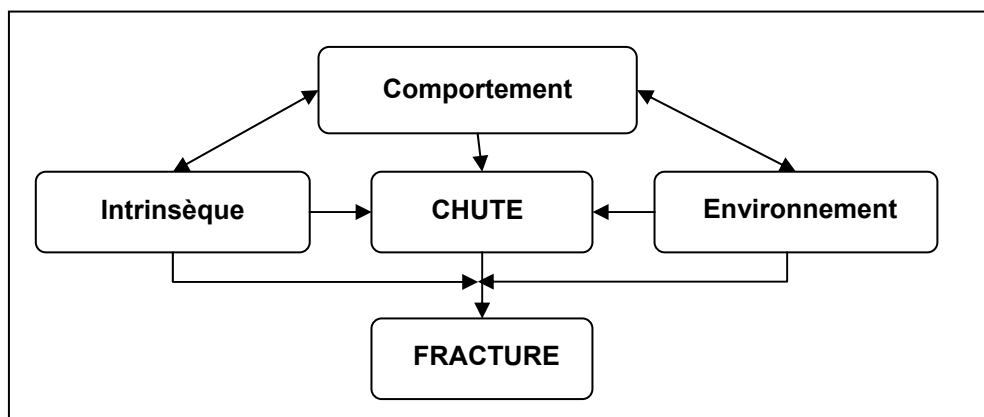 Comportement
Intrinsèque
CHUTE
Environnement
FRACTURE